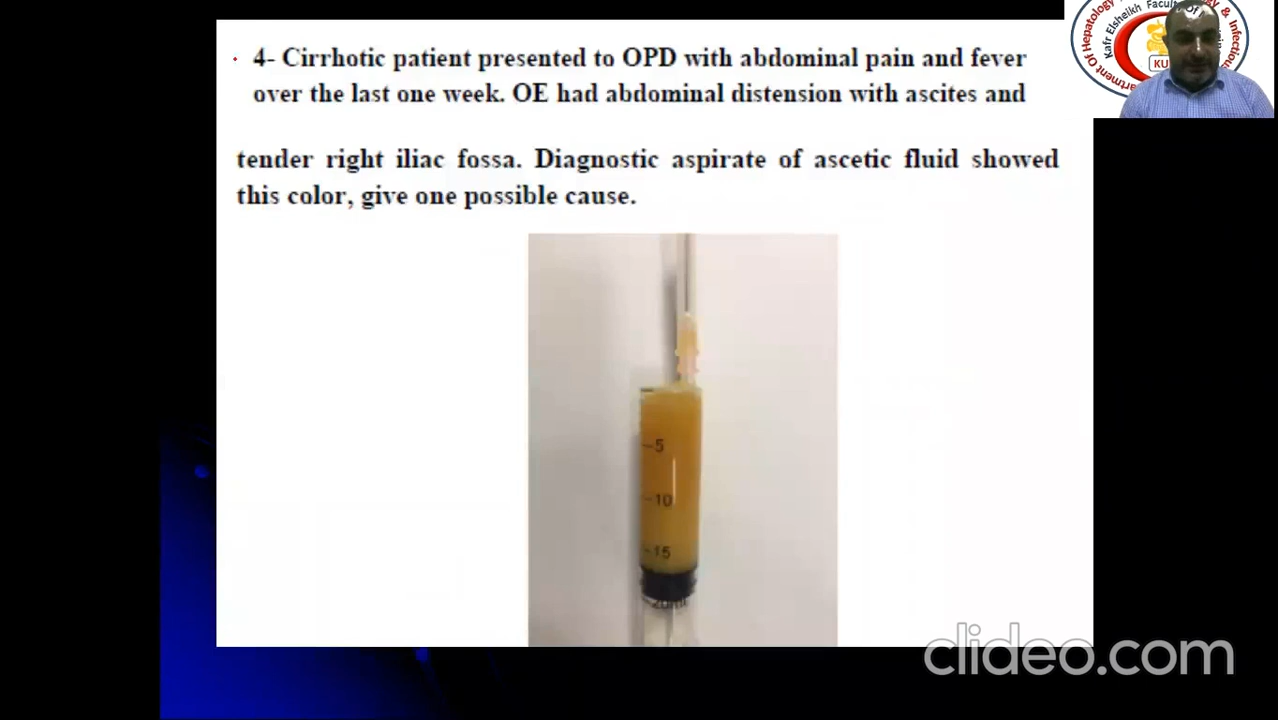 4- Cirrhotic patient presented to OPD with abdominal pain and fever
over the last one week. OE had abdominal distension with ascites and
tender right iliac fossa. Diagnostic aspirate of ascetic fluid showed
this color, give one possible cause.
5
10
15
20ml
KU
clideo.com